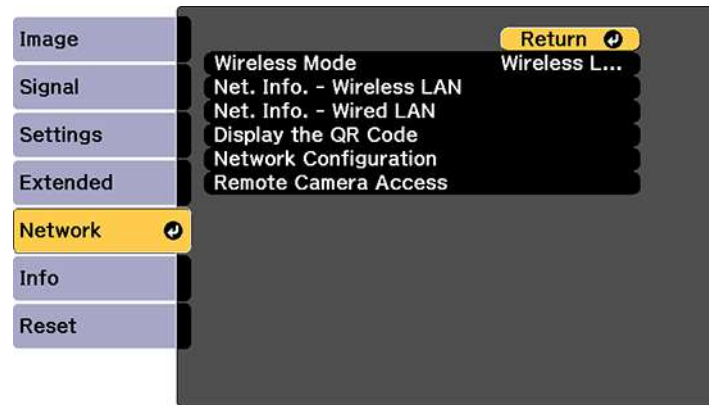 Image
Signal
Settings
Extended
Network
Info
Reset
Return
Wireless Mode Wireless L...
Net. Info. - Wireless LAN
Net. Info. - Wired LAN
Display the QR Code
Network Configuration
Remote Camera Access